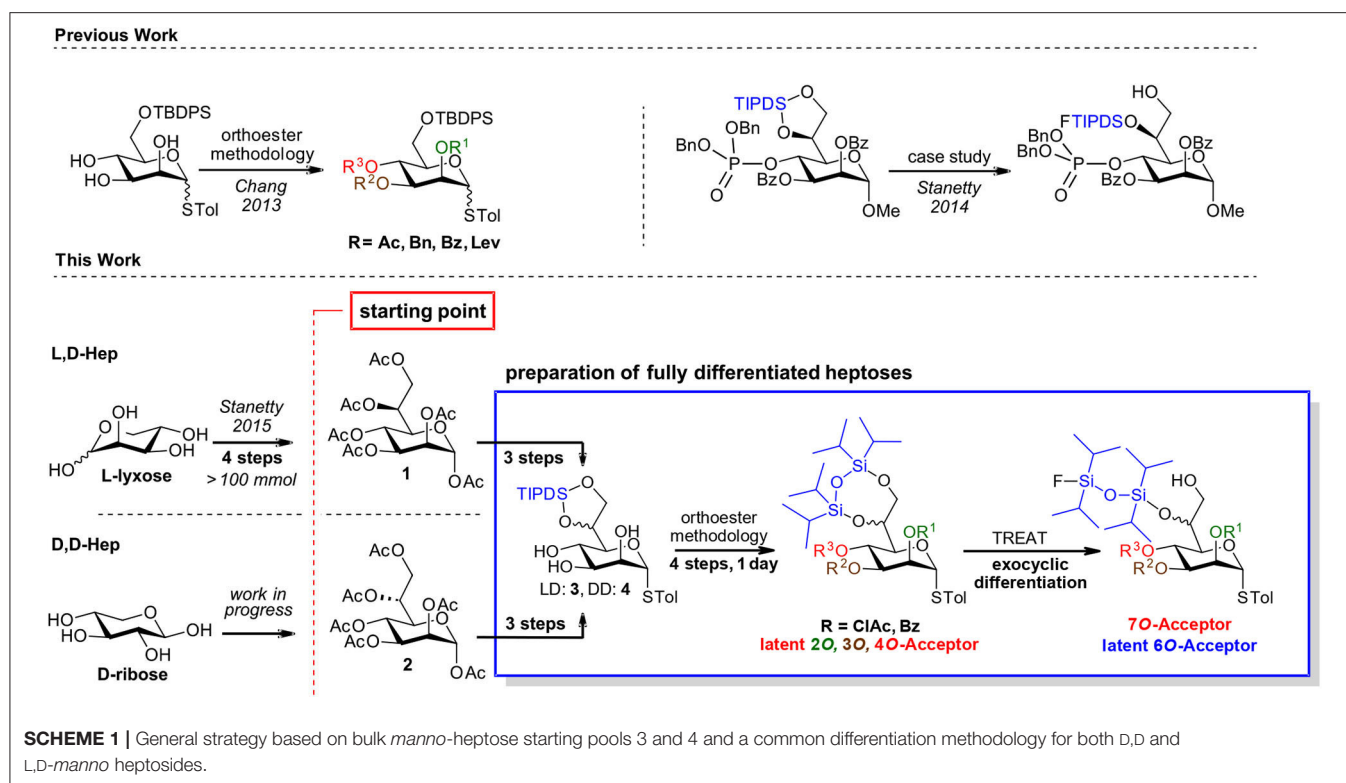 Previous Work
OTBDPS
OH
HO
HO
O
STol
orthoester
methodology
Chang
2013
OTBDPS
OR¹
R³O
R²O
O
STol
R= Ac, Bn, Bz, Lev
TIPDS
O
O
OBn
BnO
P
O
O
OBz
BzO
O
OMe
case study
Stanetty
2014
HO
OBn
FTIPDS
O
BnO
P
O
O
OBz
BzO
O
OMe
This Work
starting point
L,D-Hep
OH
OH
O
OH
OH
HO
L-lyxose
Stanetty
2015
4 steps
> 100 mmol
AcO
AcO
OAc
AcO
AcO
O
OAc
1
3 steps
D,D-Hep
HO
HO
O
OH
OH
D-ribose
work in
progress
AcO
AcO
OAc
AcO
AcO
O
OAc
2
3 steps
preparation of fully differentiated heptoses
TIPDS
O
O
OH
HO
HO
O
STol
LD: 3, DD: 4
orthoester
methodology
4 steps, 1 day
Si
O
O
Si
O
OR¹
R³O
R²O
O
STol
R = ClAc, Bz
latent 2O, 3O, 4O-Acceptor
TREAT
exocyclic
differentiation
F
Si
O
Si
O
HO
OR¹
R³O
R²O
O
STol
7O-Acceptor
latent 6O-Acceptor
SCHEME 1 | General strategy based on bulk manno-heptose starting pools 3 and 4 and a common differentiation methodology for both D,D and
L,D-manno heptosides.